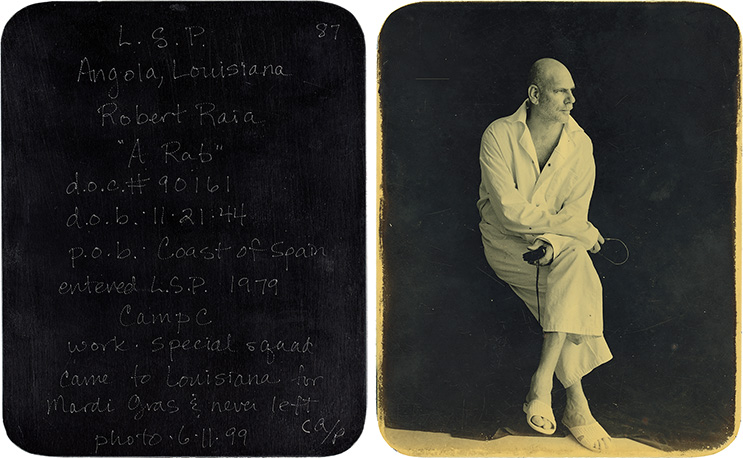 L.S.P. 87
Angola, Louisiana
Robert Raia
"A Rab"
d.o.c.# 90161
d.o.b.· 11·21·44
p.o.b.· Coast of Spain
entered L.S.P. 1979
Camp C
work· special squad
came to Louisiana for
Mardi Gras & never left
photo·6·11·99 ca/p